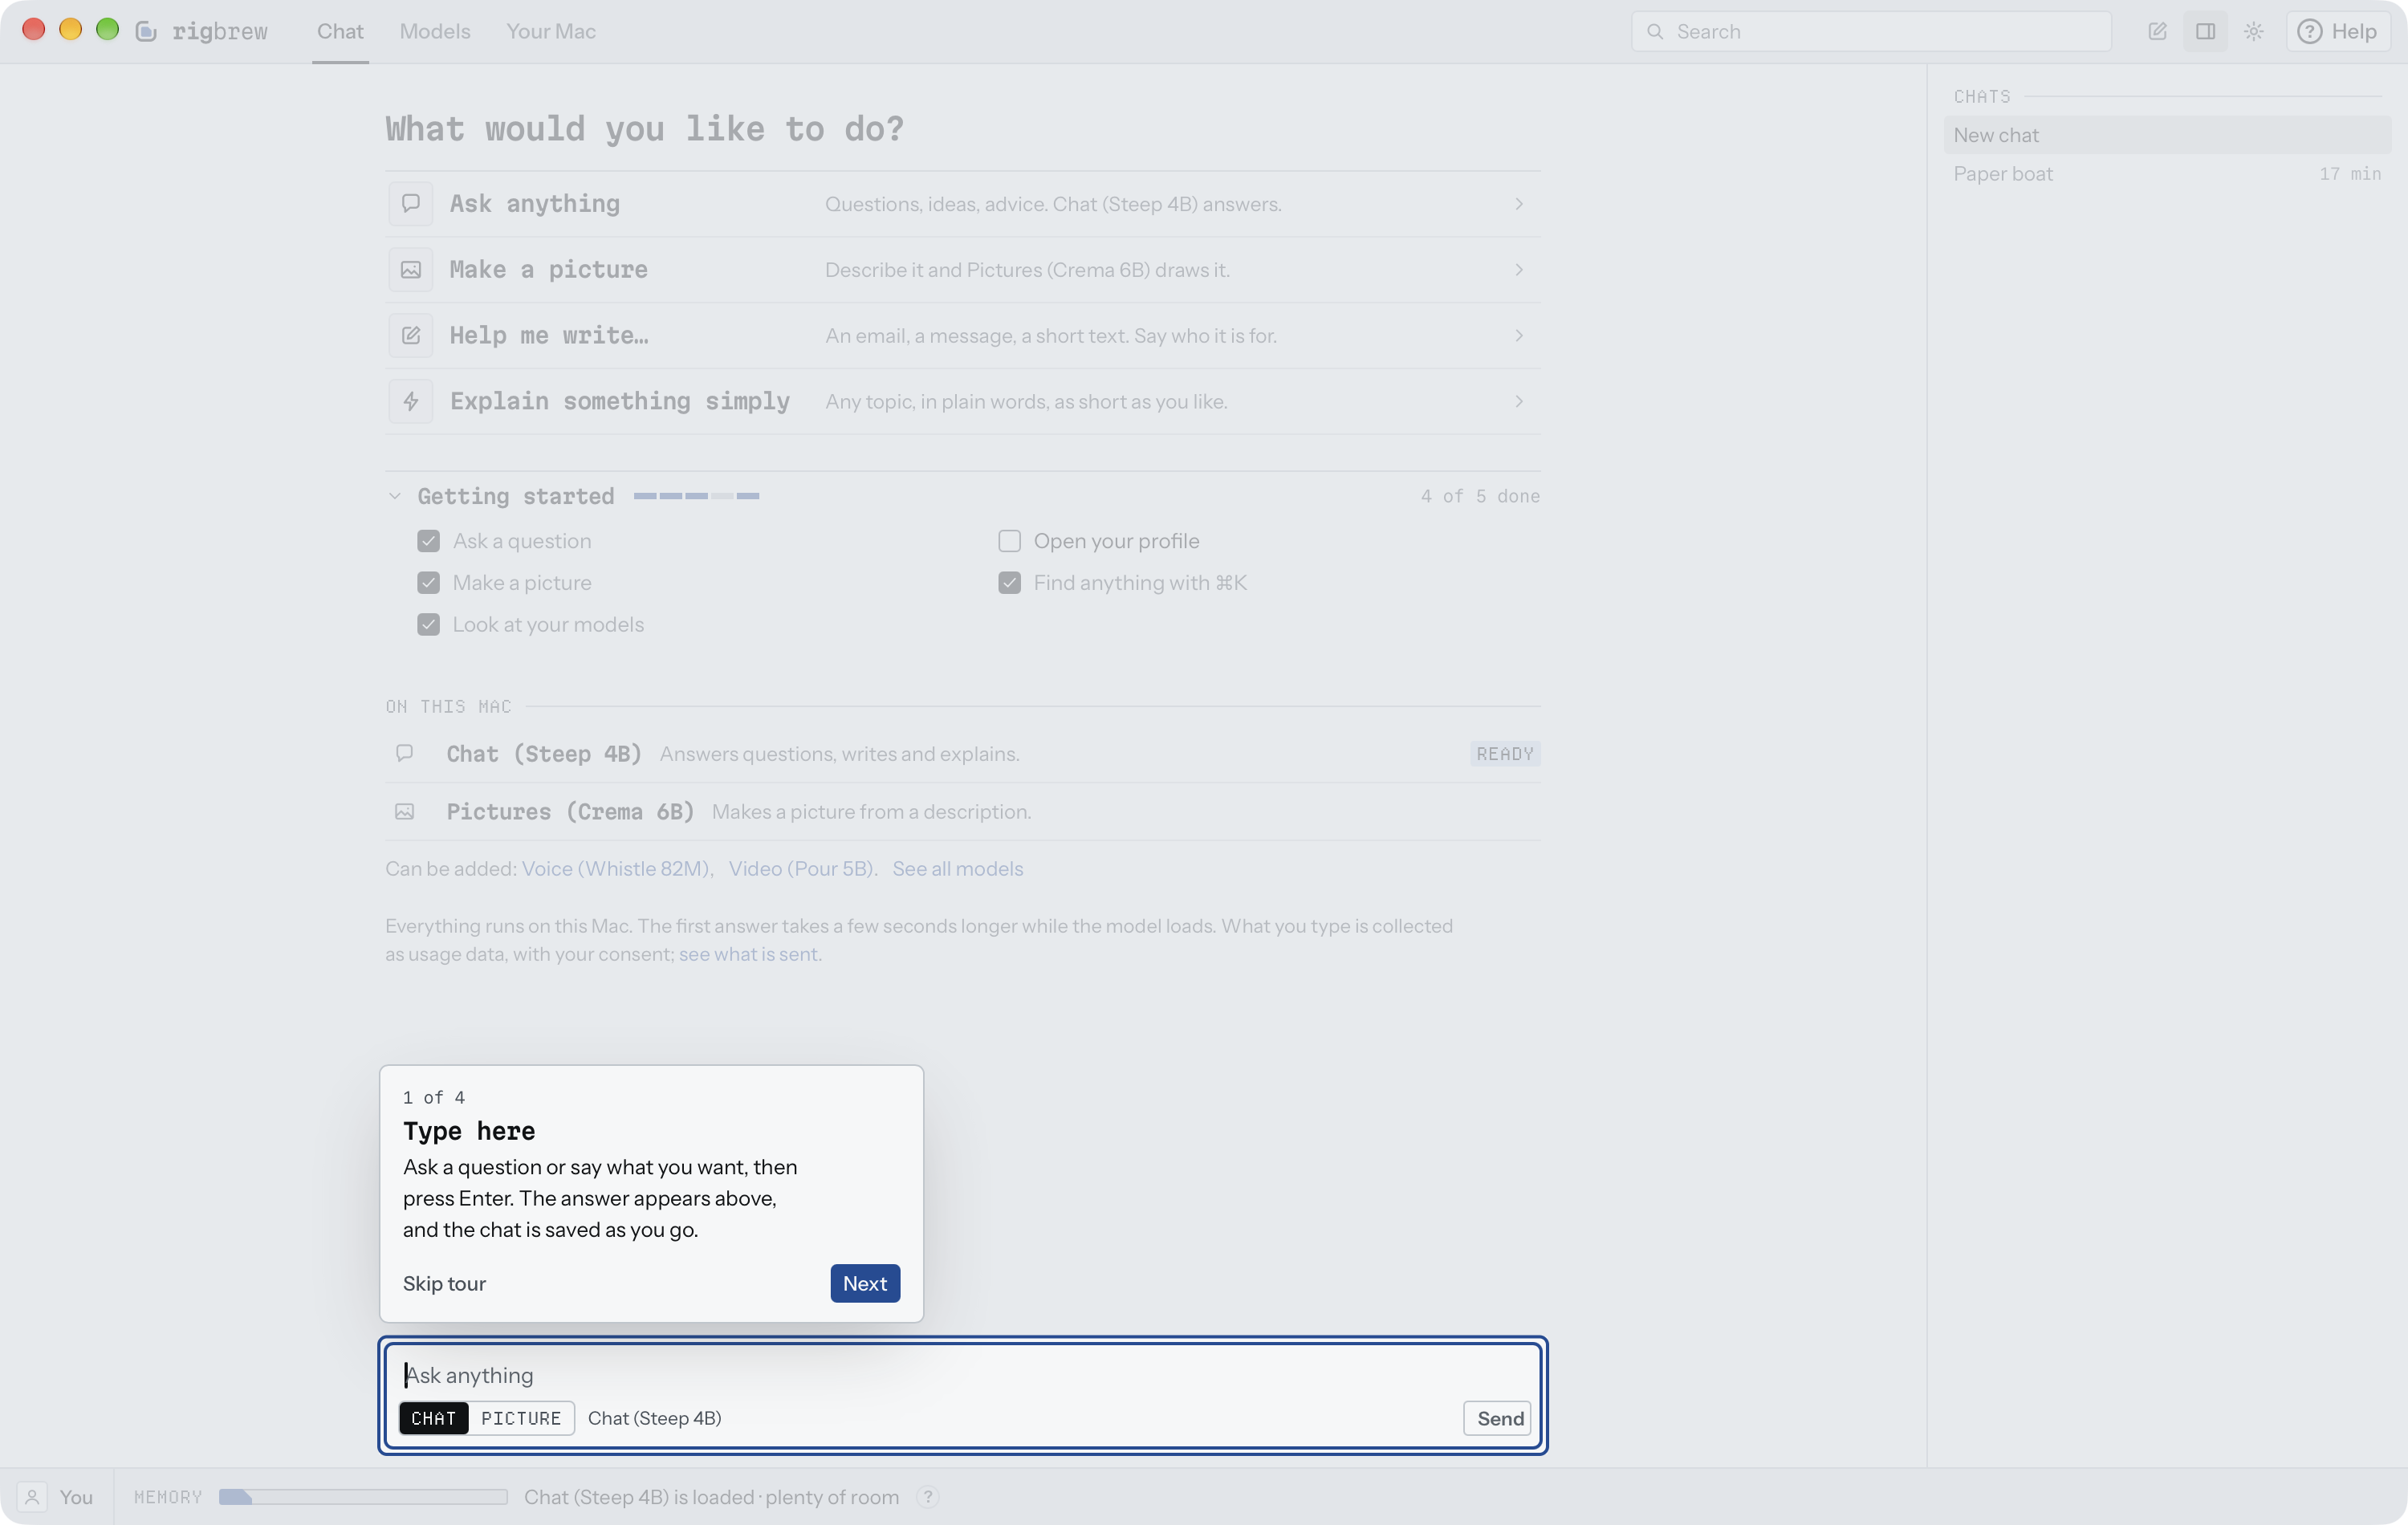 rigbrew
Chat
Models
Your Mac
Search
Help
What would you like to do?
Ask anything
Questions, ideas, advice. Chat (Steep 4B) answers.
Make a picture
Describe it and Pictures (Crema 6B) draws it.
Help me write…
An email, a message, a short text. Say who it is for.
Explain something simply
Any topic, in plain words, as short as you like.
Getting started
4 of 5 done
Ask a question
Make a picture
Look at your models
Open your profile
Find anything with ⌘K
ON THIS MAC
Chat (Steep 4B) Answers questions, writes and explains.
READY
Pictures (Crema 6B) Makes a picture from a description.
Can be added: Voice (Whistle 82M), Video (Pour 5B). See all models
Everything runs on this Mac. The first answer takes a few seconds longer while the model loads. What you type is collected
as usage data, with your consent; see what is sent.
1 of 4
Type here
Ask a question or say what you want, then
press Enter. The answer appears above,
and the chat is saved as you go.
Skip tour
Next
Ask anything
CHAT
PICTURE
Chat (Steep 4B)
Send
CHATS
New chat
Paper boat
17 min
You
MEMORY
Chat (Steep 4B) is loaded · plenty of room
?